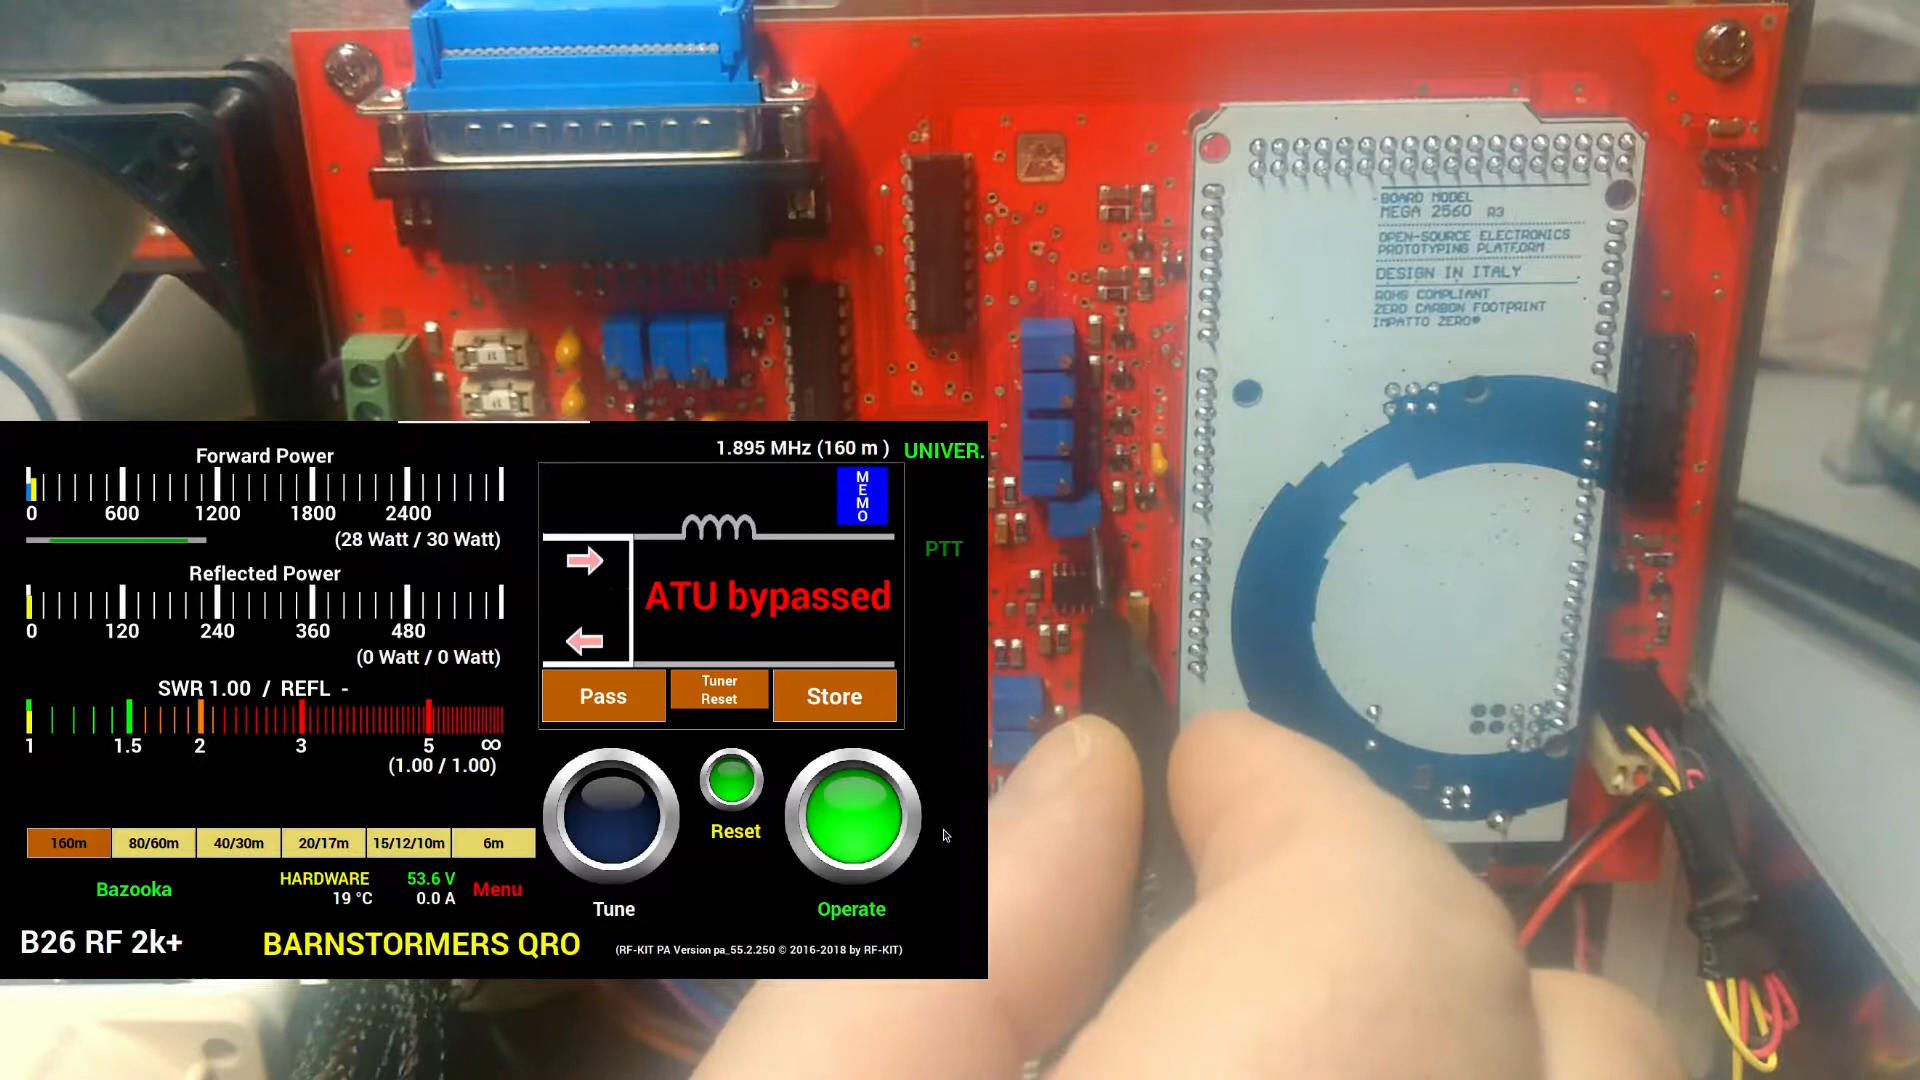 BOARD MODEL
MEGA 2560 R3
OPEN-SOURCE ELECTRONICS
PROTOTYPING PLATFORM
DESIGN IN ITALY
ROHS COMPLIANT
ZERO CARBON FOOTPRINT
IMPATTO ZERO®
Forward Power
0 600 1200 1800 2400
(28 Watt / 30 Watt)
Reflected Power
0 120 240 360 480
(0 Watt / 0 Watt)
SWR 1.00 / REFL -
1 1.5 2 3 5 ∞
(1.00 / 1.00)
160m 80/60m 40/30m 20/17m 15/12/10m 6m
Bazooka
HARDWARE 53.6 V
19 °C 0.0 A
Menu
B26 RF 2k+
BARNSTORMERS QRO
1.895 MHz (160 m )
UNIVER.
MEMO
PTT
ATU bypassed
Pass
Tuner
Reset
Store
Tune
Reset
Operate
(RF-KIT PA Version pa_55.2.250 © 2016-2018 by RF-KIT)